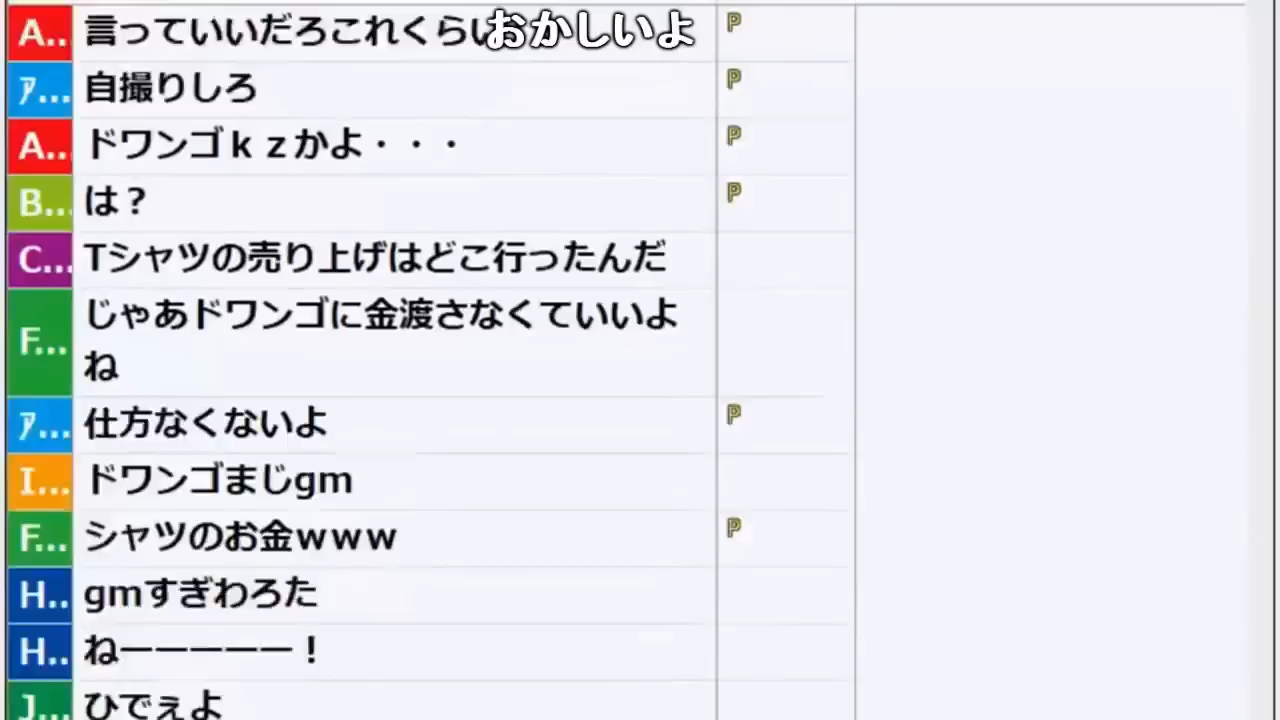 A... 言っていいだろこれくらい おかしいよ P
ｱ... 自撮りしろ P
A... ドワンゴｋｚかよ・・・ P
B... は？ P
C... Tシャツの売り上げはどこ行ったんだ
F... じゃあドワンゴに金渡さなくていいよ
ね
ｱ... 仕方なくないよ P
I... ドワンゴまじgm
F... シャツのお金ｗｗｗ P
H.. gmすぎわろた
H.. ねーーーーー！
J... ひでぇよ